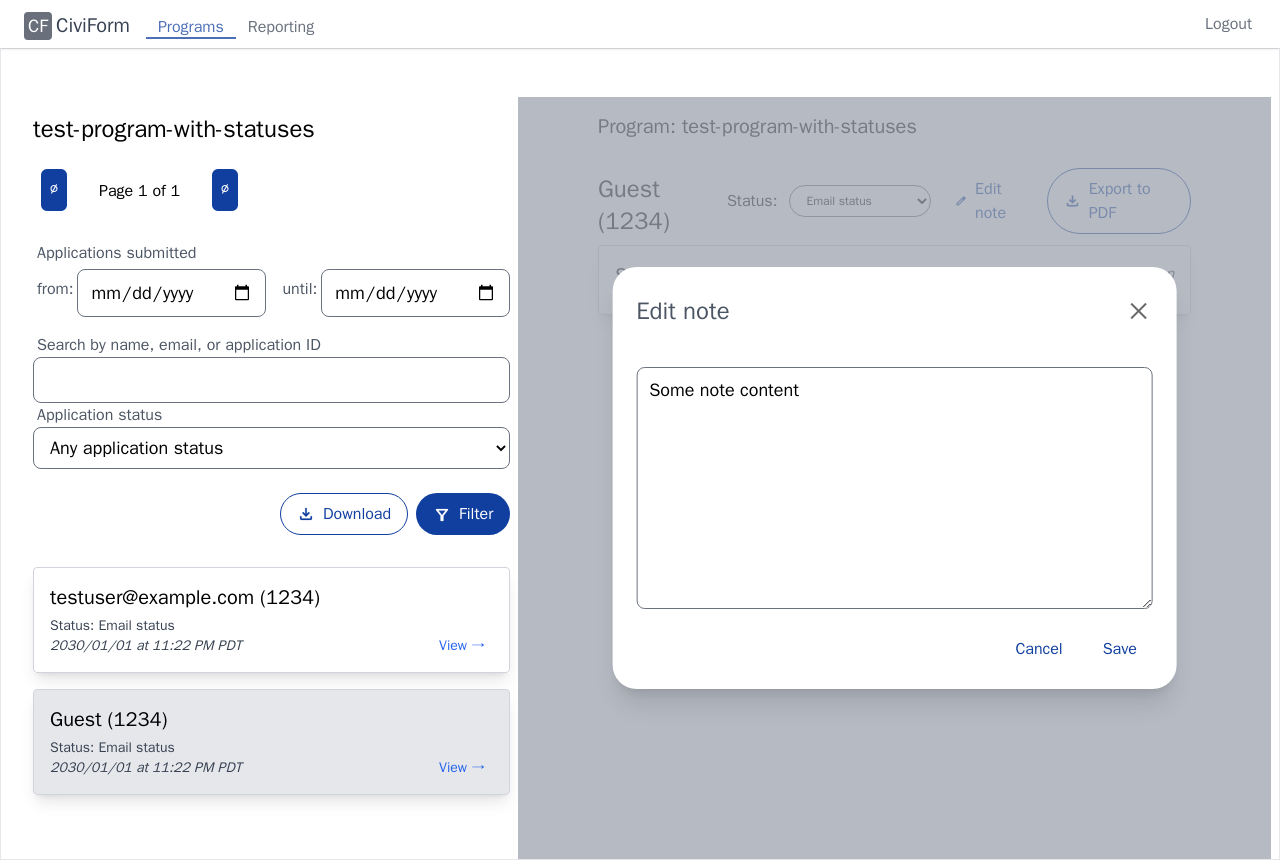 CF CiviForm Programs Reporting Logout
test-program-with-statuses
Page 1 of 1
Applications submitted
from: mm/dd/yyyy until: mm/dd/yyyy
Search by name, email, or application ID
Application status
Any application status
Download Filter
testuser@example.com (1234)
Status: Email status
2030/01/01 at 11:22 PM PDT View →
Guest (1234)
Status: Email status
2030/01/01 at 11:22 PM PDT View →
Program: test-program-with-statuses
Guest
(1234)
Status: Email status
Edit
note
Export to
PDF
Edit note
Some note content
Cancel Save